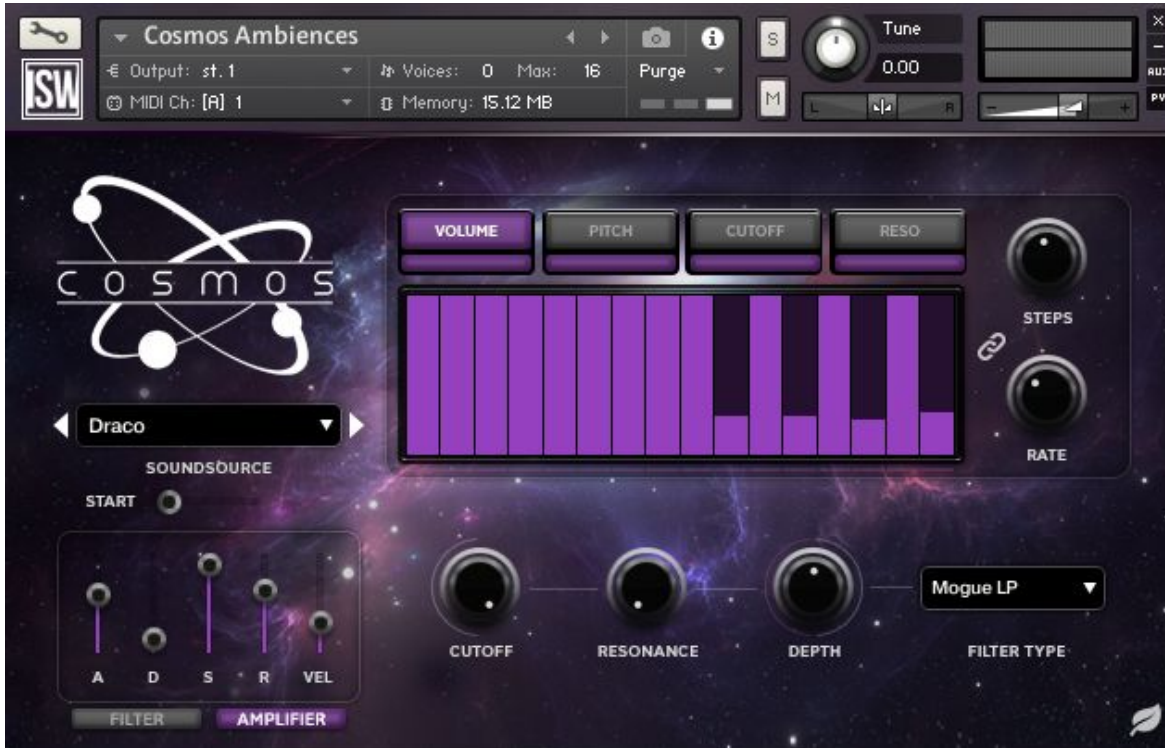 Cosmos Ambiences
Output: st. 1
Voices: 0 Max: 16
Purge
MIDI Ch: [A] 1
Memory: 15.12 MB
ISW
S
M
Tune
0.00
L
R
-
+
×
-
AUX
PV
i
cosmos
Draco
SOUNDSOURCE
START
A D S R VEL
FILTER AMPLIFIER
VOLUME PITCH CUTOFF RESO
STEPS
RATE
CUTOFF RESONANCE DEPTH
Mogue LP
FILTER TYPE